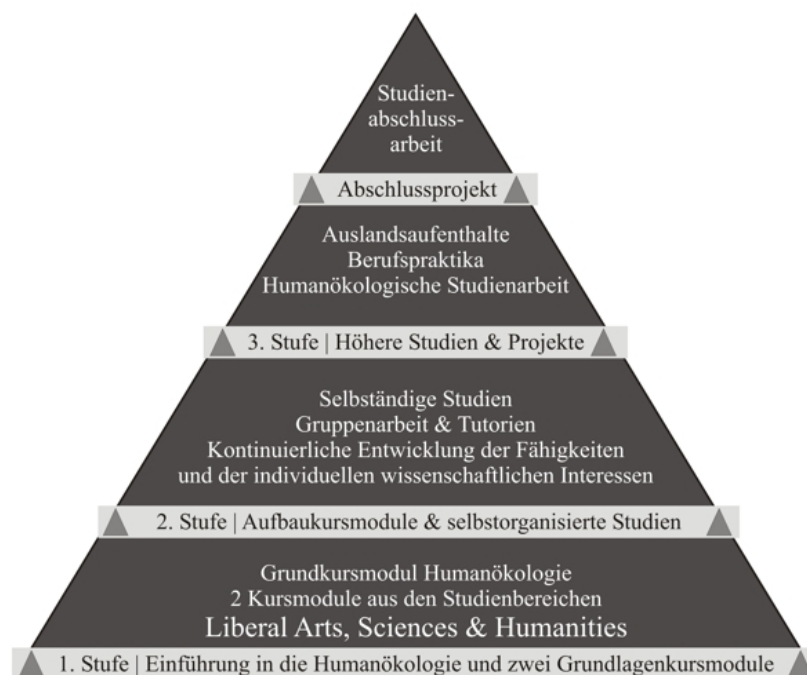 Studien-
abschluss-
arbeit
Abschlussprojekt
Auslandsaufenthalte
Berufspraktika
Humanökologische Studienarbeit
3. Stufe | Höhere Studien & Projekte
Selbständige Studien
Gruppenarbeit & Tutorien
Kontinuierliche Entwicklung der Fähigkeiten
und der individuellen wissenschaftlichen Interessen
2. Stufe | Aufbaukursmodule & selbstorganisierte Studien
Grundkursmodul Humanökologie
2 Kursmodule aus den Studienbereichen
Liberal Arts, Sciences & Humanities
1. Stufe | Einführung in die Humanökologie und zwei Grundlagenkursmodule